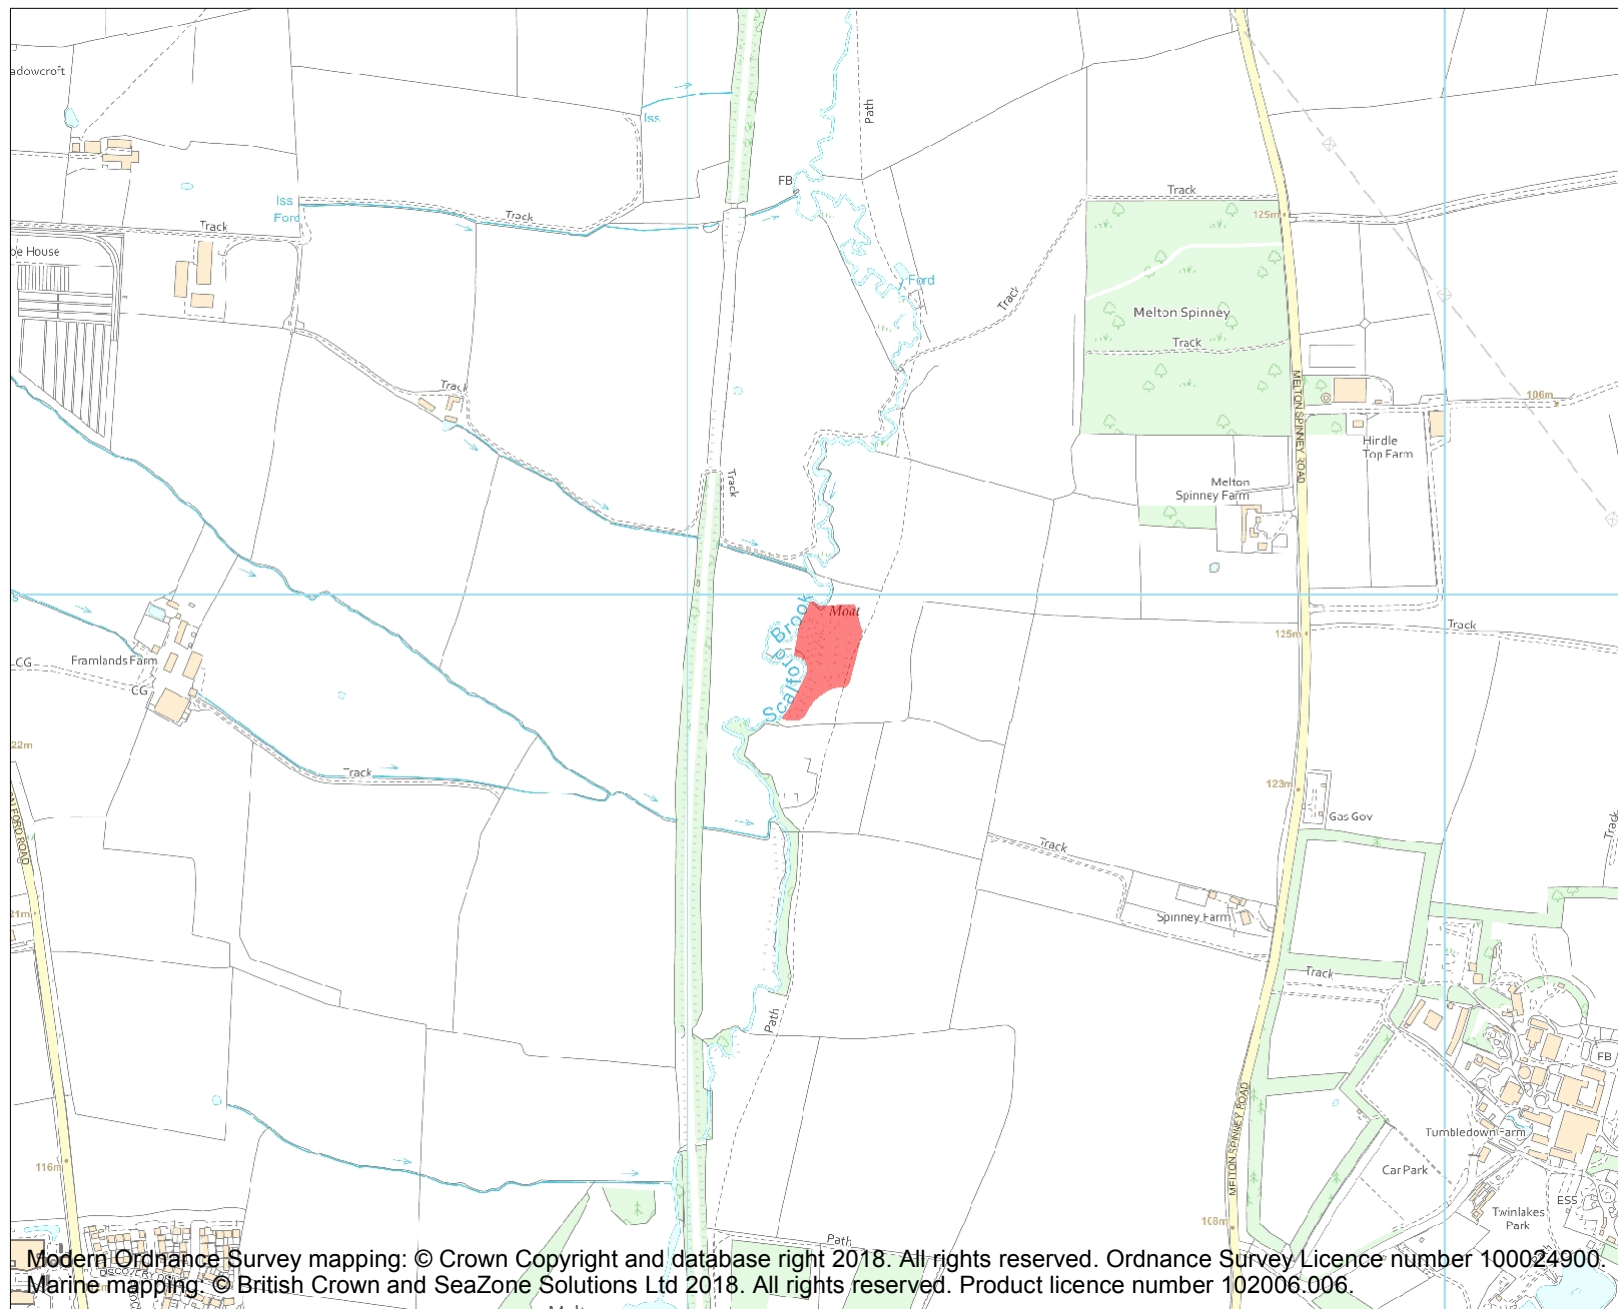 adowcroft
Iss
Path
FB
Track
Iss
Ford
Track
125m
Track
Ford
Track
Melton Spinney
Track
Track
MELTON SPINNEY ROAD
106m
Hindle
Top Farm
Melton
Spinney Farm
Track
Moat
Scalford Brook
125m
Track
Framlands Farm
CG
CG
22m
Track
123m
Gas Gov
Track
Track
Spinney Farm
21m
Track
Path
FB
MELTON SPINNEY ROAD
Tumbledown Farm
Car Park
116m
ESS
Twinlakes
Park
108m
Path
Modern Ordnance Survey mapping: © Crown Copyright and database right 2018. All rights reserved. Ordnance Survey Licence number 100024900.
Marine mapping: © British Crown and SeaZone Solutions Ltd 2018. All rights reserved. Product licence number 102006.006.